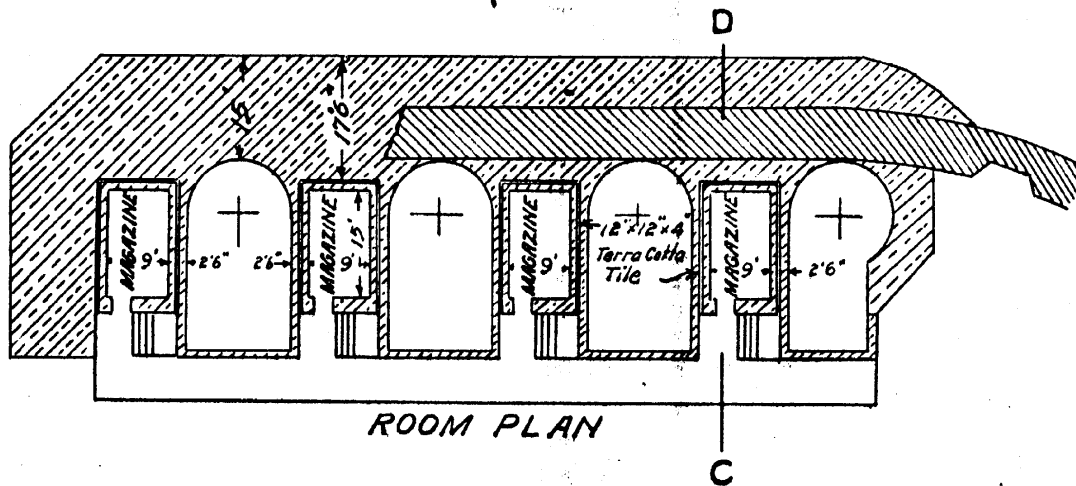 D
15'
17'6"
MAGAZINE
9'
2'6"
2'6"
MAGAZINE
9'
15'
MAGAZINE
9'
12"x12"x4"
Terra Cotta
Tile
MAGAZINE
9'
2'6"
ROOM PLAN
C